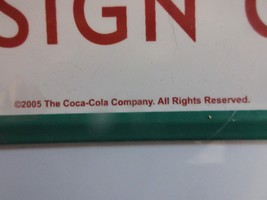 SIGN
©2005 The Coca-Cola Company. All Rights Reserved.